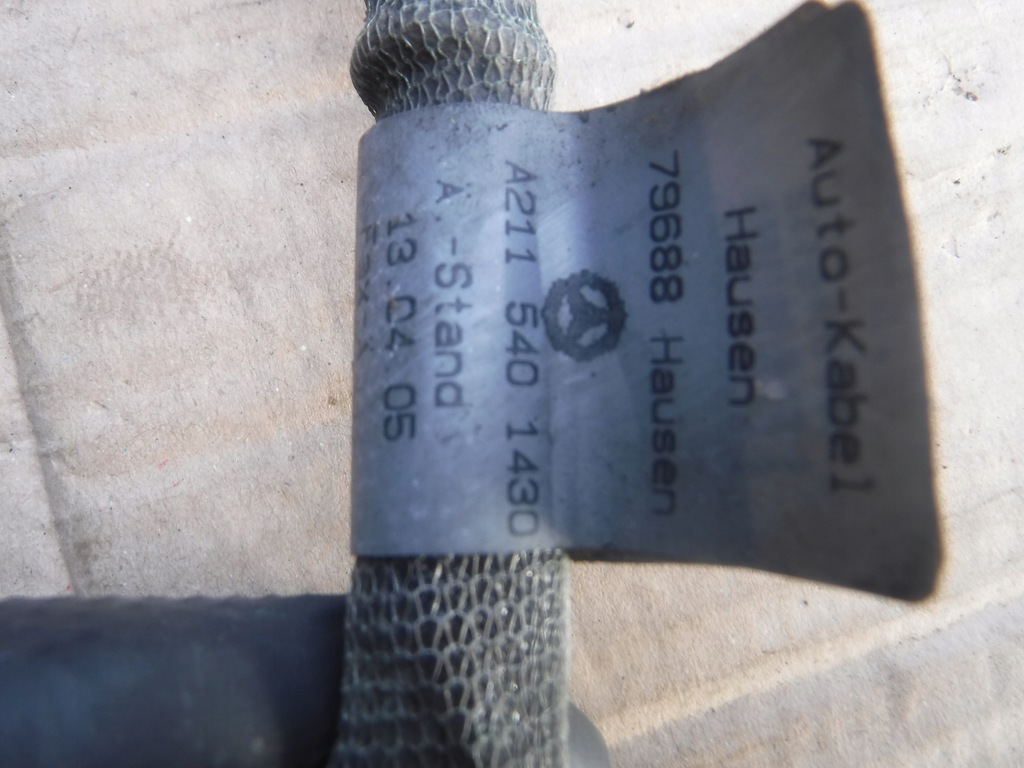 Auto-Kabel
Hausen
79688 Hausen
A211 540 1430
Ä.-Stand
13.04.05